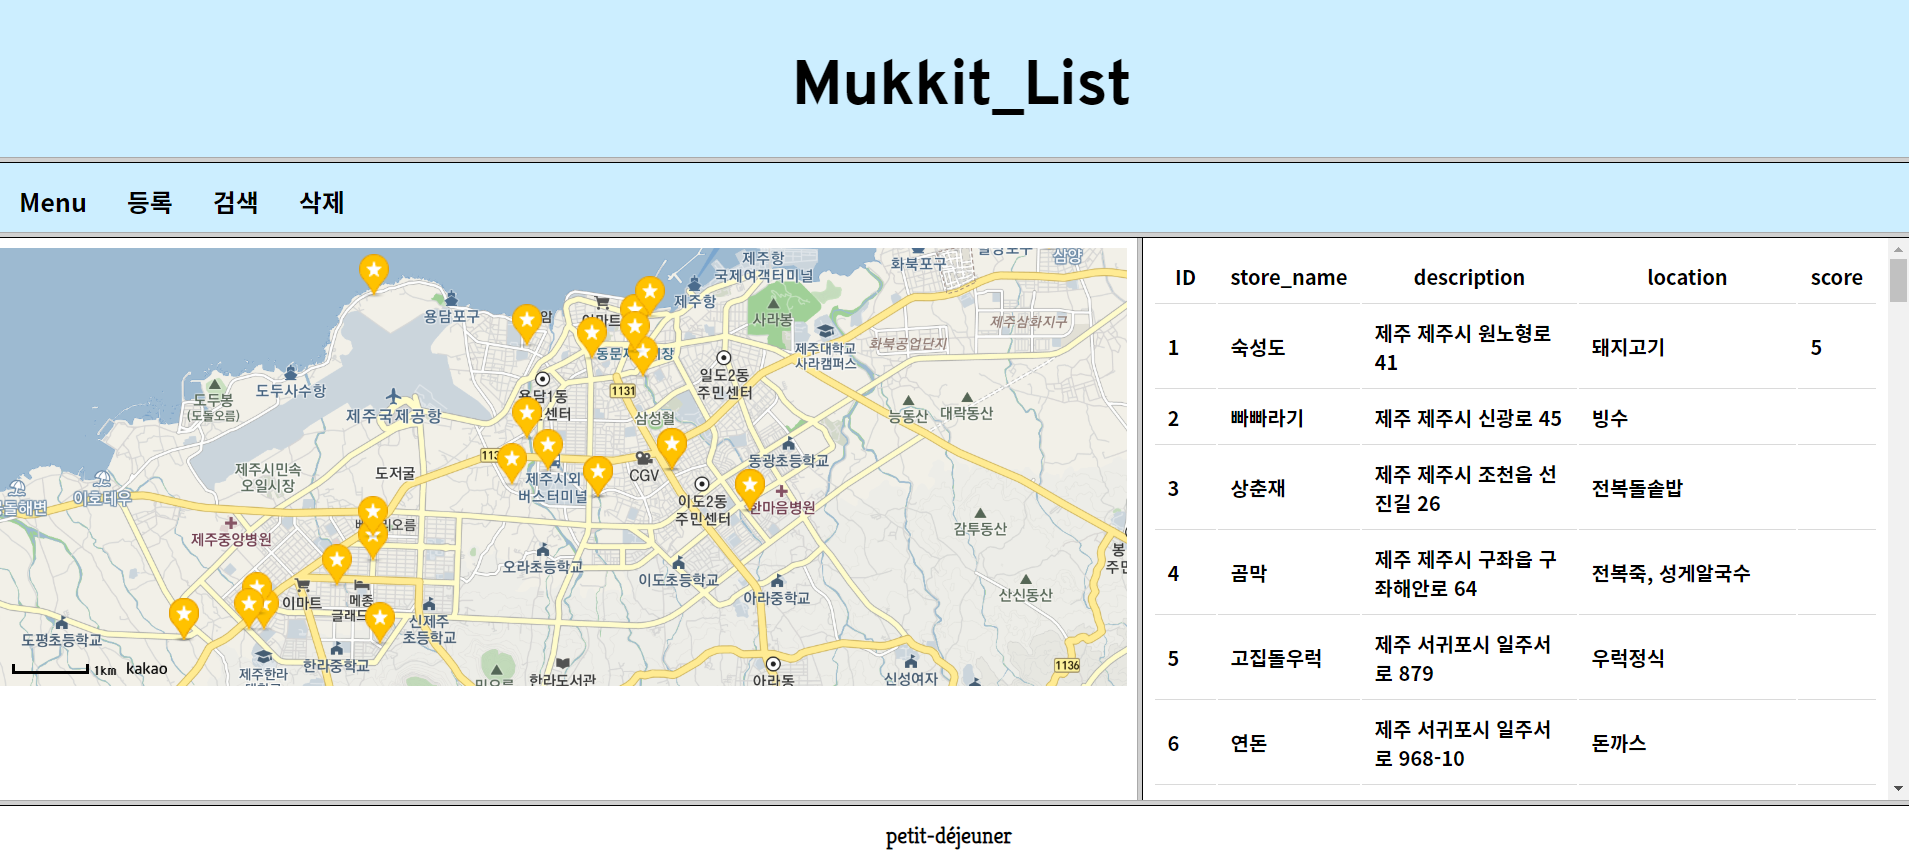 Mukkit_List
Menu 등록 검색 삭제
제주항
국제여객터미널
화북포구
삼양
제주항
용담포구
사라봉
제주삼화지구
화북공업단지
제주대학교
사라캠퍼스
일도2동
주민센터
도두사수항
도두봉
(도들오름)
제주국제공항
1131
삼성혈
능동산
대락동산
제주시민속
오일시장
도저굴
이호테우
CGV
동광초등학교
제주시외
버스터미널
이도2동
주민센터
한마음병원
감투동산
제주중앙병원
오라초등학교
이도초등학교
아라중학교
산신동산
이마트
메종
글래드
신제주
초등학교
도평초등학교
한라중학교
제주한라
1136
한라도서관
아라동
신성여자
1km kakao
ID store_name description location score
1 숙성도 제주 제주시 원노형로 41 돼지고기 5
2 빠빠라기 제주 제주시 신광로 45 빙수
3 상춘재 제주 제주시 조천읍 선진길 26 전복돌솥밥
4 곰막 제주 제주시 구좌읍 구좌해안로 64 전복죽, 성게알국수
5 고집돌우럭 제주 서귀포시 일주서로 879 우럭정식
6 연돈 제주 서귀포시 일주서로 968-10 돈까스
petit-déjeuner